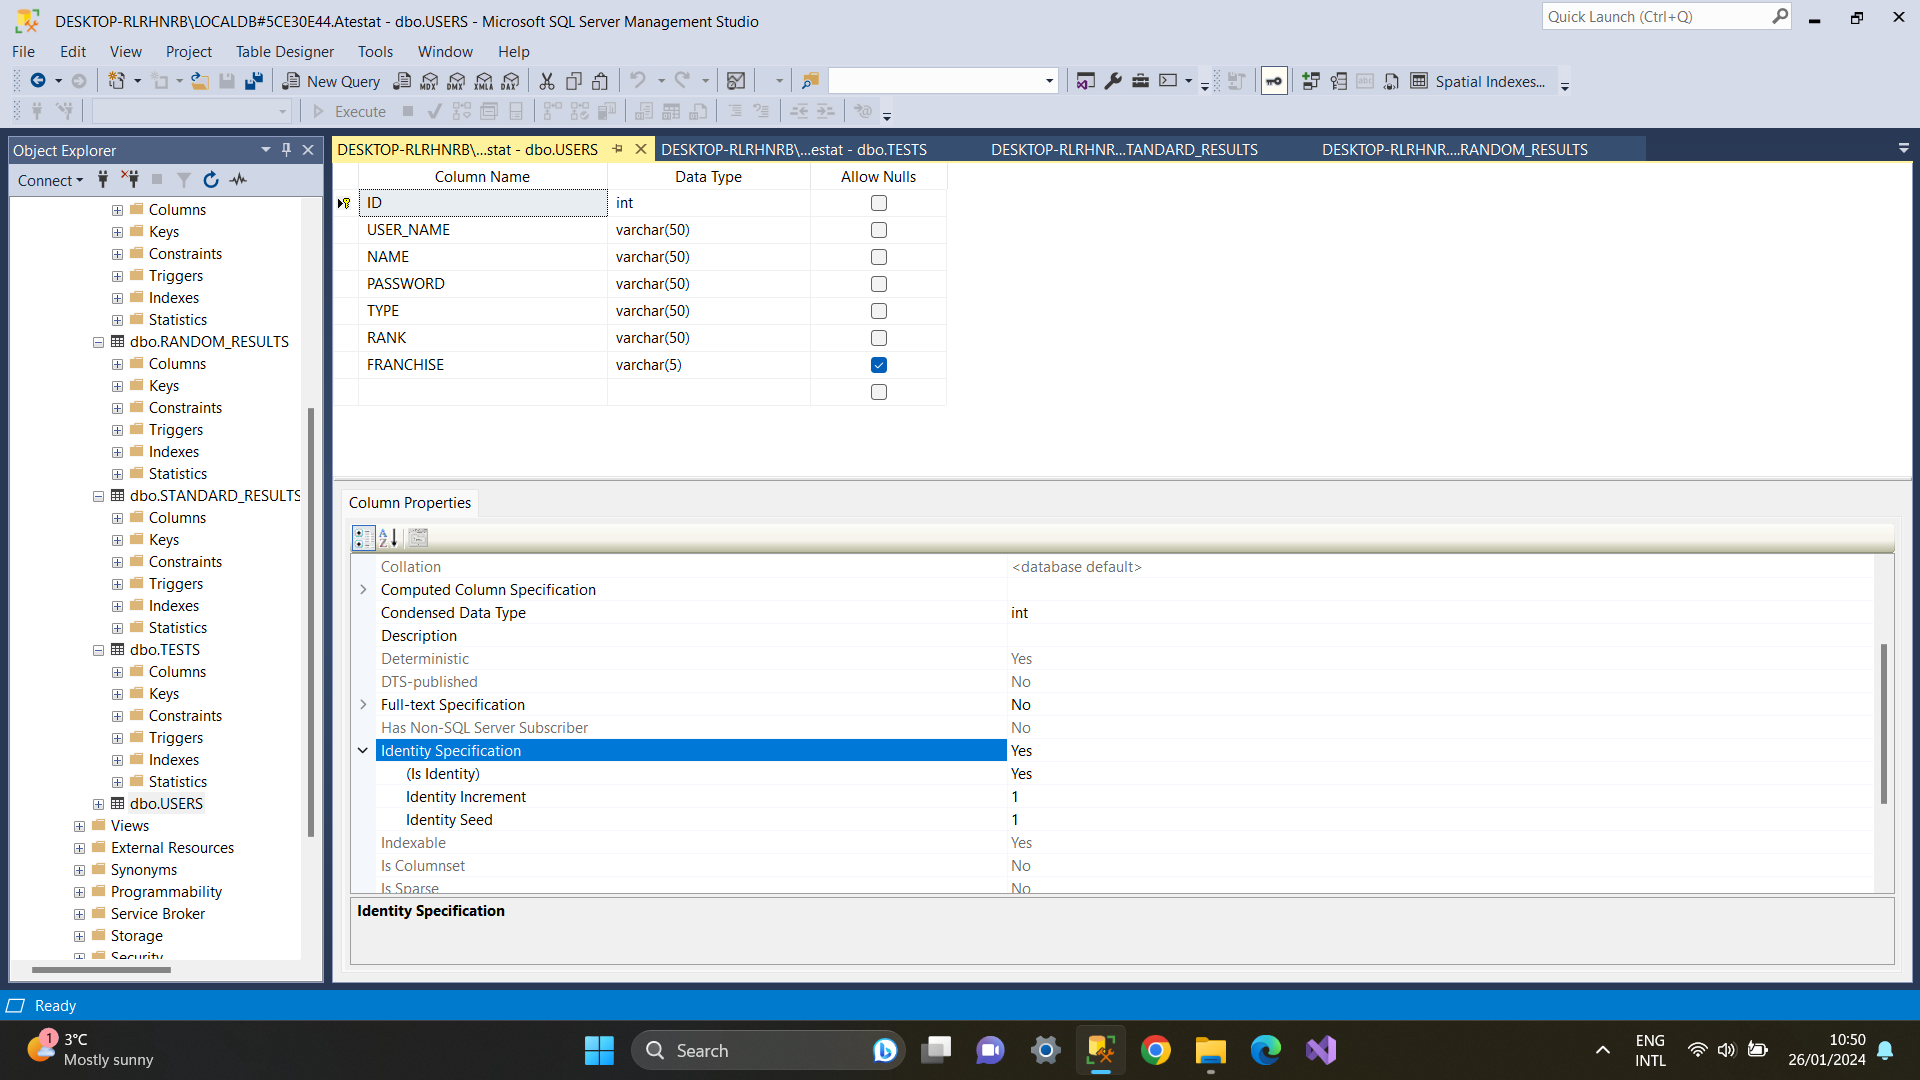 DESKTOP-RLRHNRB\LOCALDB#5CE30E44.Atestat - dbo.USERS - Microsoft SQL Server Management Studio
Quick Launch (Ctrl+Q)
File Edit View Project Table Designer Tools Window Help
New Query MDX DMX XMLA DAX Spatial Indexes...
Execute
Object Explorer
Connect
Columns
Keys
Constraints
Triggers
Indexes
Statistics
dbo.RANDOM_RESULTS
Columns
Keys
Constraints
Triggers
Indexes
Statistics
dbo.STANDARD_RESULTS
Columns
Keys
Constraints
Triggers
Indexes
Statistics
dbo.TESTS
Columns
Keys
Constraints
Triggers
Indexes
Statistics
dbo.USERS
Views
External Resources
Synonyms
Programmability
Service Broker
Storage
Security
DESKTOP-RLRHNRB\...stat - dbo.USERS DESKTOP-RLRHNRB\...estat - dbo.TESTS DESKTOP-RLRHNR...TANDARD_RESULTS DESKTOP-RLRHNR....RANDOM_RESULTS
Column Name Data Type Allow Nulls
ID int
USER_NAME varchar(50)
NAME varchar(50)
PASSWORD varchar(50)
TYPE varchar(50)
RANK varchar(50)
FRANCHISE varchar(5)
Column Properties
Collation <database default>
Computed Column Specification
Condensed Data Type int
Description
Deterministic Yes
DTS-published No
Full-text Specification No
Has Non-SQL Server Subscriber No
Identity Specification Yes
(Is Identity) Yes
Identity Increment 1
Identity Seed 1
Indexable Yes
Is Columnset No
Is Sparse No
Identity Specification
Ready
1
3°C
Mostly sunny
Search
ENG
INTL
10:50
26/01/2024